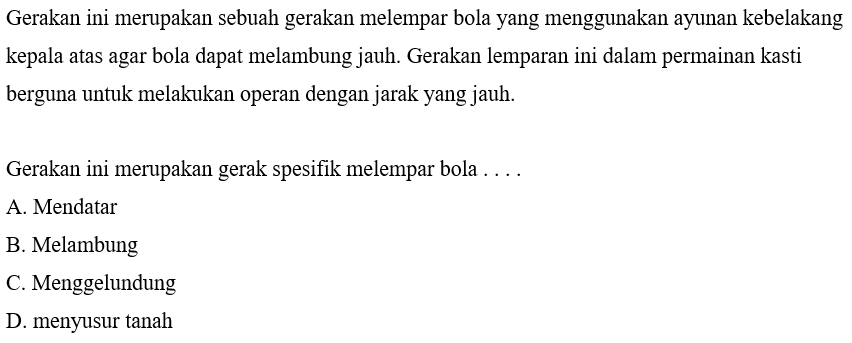 Gerakan ini merupakan sebuah gerakan melempar bola yang menggunakan ayunan kebelakang
kepala atas agar bola dapat melambung jauh. Gerakan lemparan ini dalam permainan kasti
berguna untuk melakukan operan dengan jarak yang jauh.
Gerakan ini merupakan gerak spesifik melempar bola . . . .
A. Mendatar
B. Melambung
C. Menggelundung
D. menyusur tanah